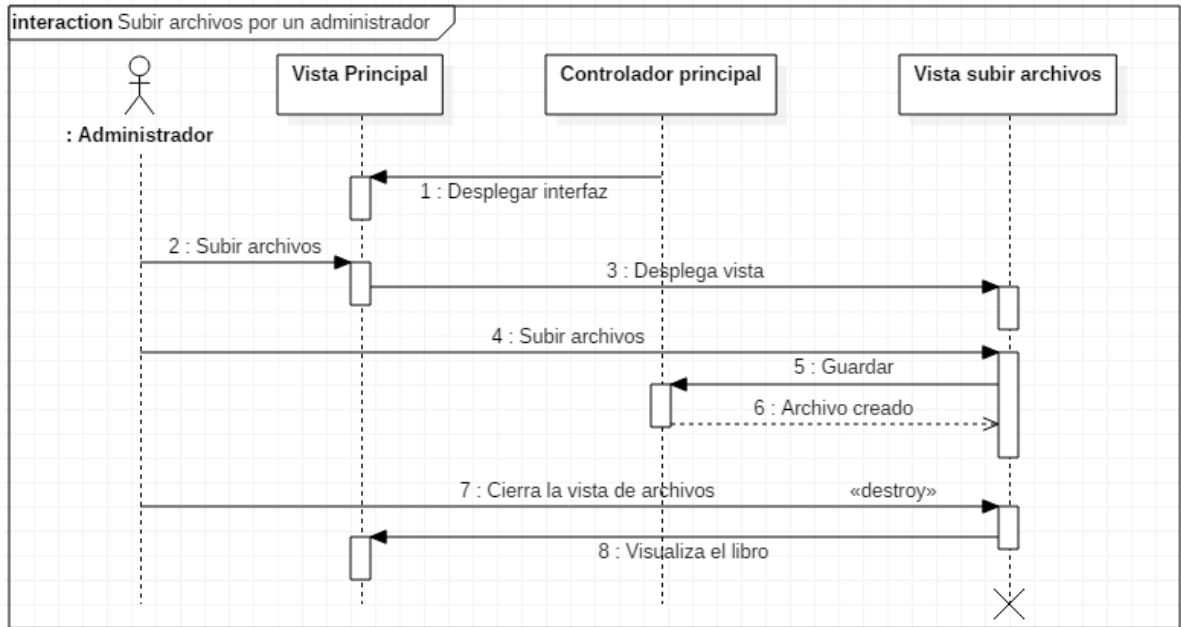 interaction Subir archivos por un administrador
Vista Principal
Controlador principal
Vista subir archivos
: Administrador
1 : Desplegar interfaz
2 : Subir archivos
3 : Desplega vista
4 : Subir archivos
5 : Guardar
6 : Archivo creado
7 : Cierra la vista de archivos
«destroy»
8 : Visualiza el libro